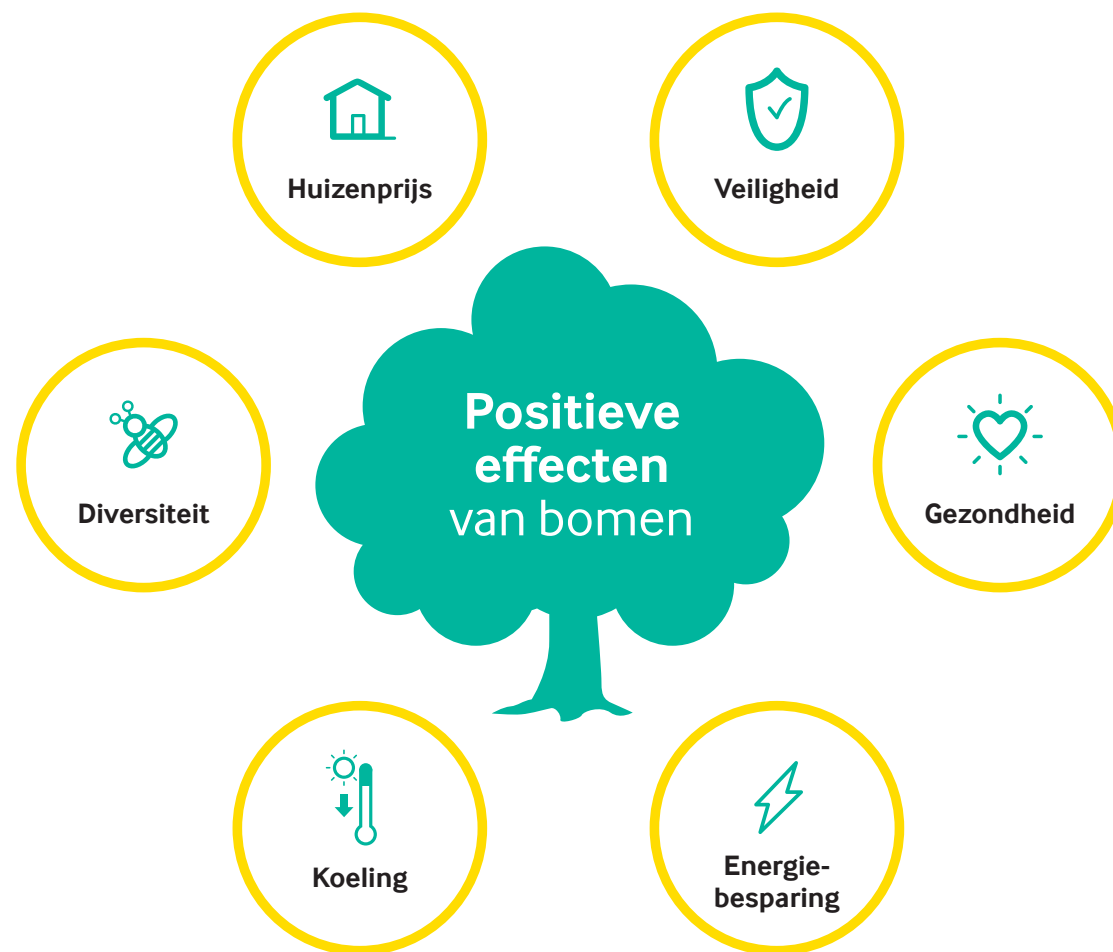 Huizenprijs
Veiligheid
Positieve
effecten
van bomen
Diversiteit
Gezondheid
Koeling
Energie-
besparing